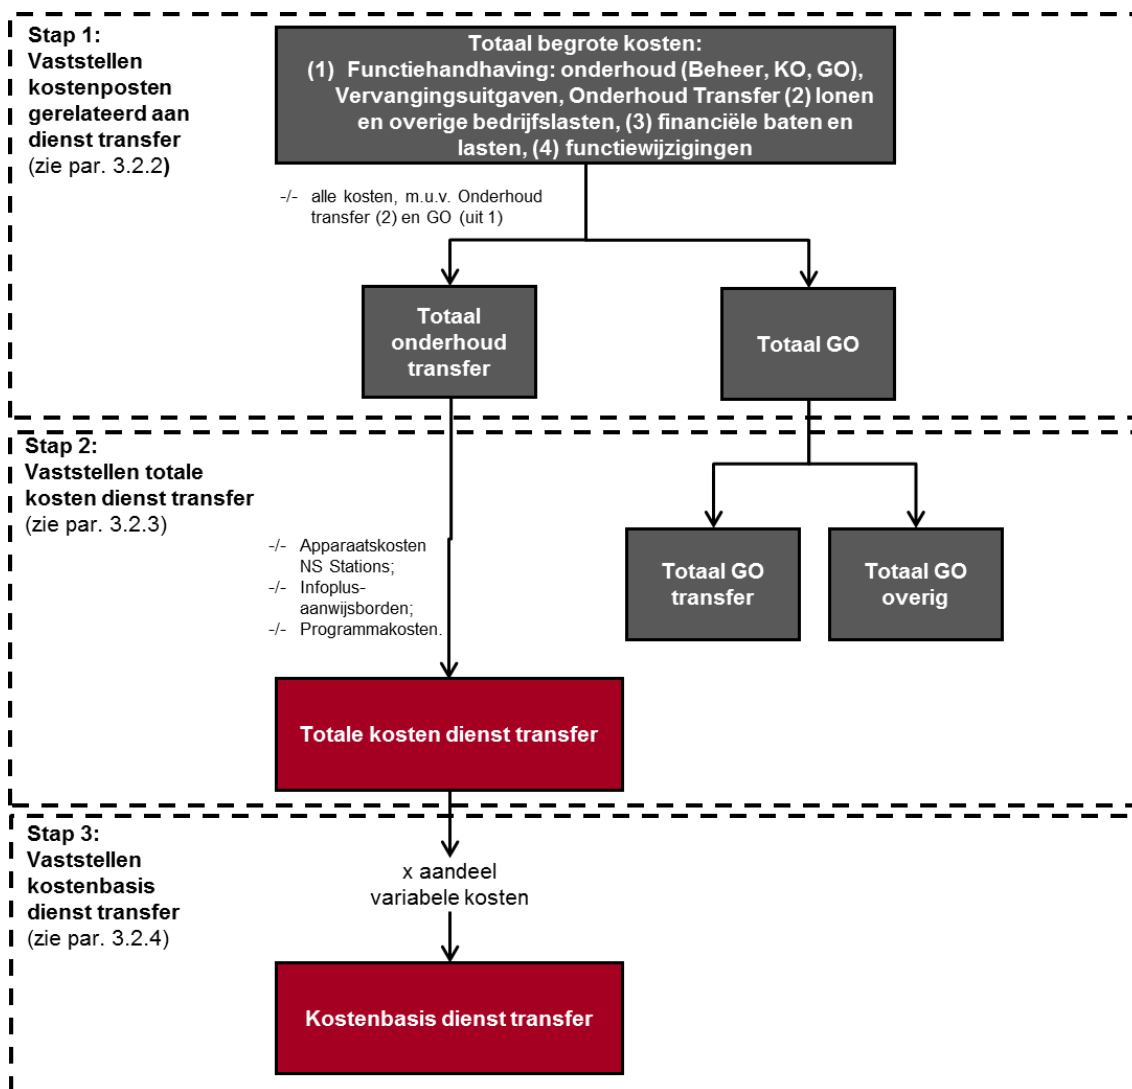 Stap 1:
Vaststellen
kostenposten
gerelateerd aan
dienst transfer
(zie par. 3.2.2)
Totaal begrote kosten:
(1) Functiehandhaving: onderhoud (Beheer, KO, GO),
Vervangingsuitgaven, Onderhoud Transfer (2) lonen
en overige bedrijfslasten, (3) financiële baten en
lasten, (4) functiewijzigingen
-/- alle kosten, m.u.v. Onderhoud
transfer (2) en GO (uit 1)
Totaal
onderhoud
transfer
Totaal GO
Stap 2:
Vaststellen totale
kosten dienst transfer
(zie par. 3.2.3)
-/- Apparaatskosten
NS Stations;
-/- Infoplus-
aanwijsborden;
-/- Programmakosten.
Totaal GO
transfer
Totaal GO
overig
Totale kosten dienst transfer
Stap 3:
Vaststellen
kostenbasis
dienst transfer
(zie par. 3.2.4)
x aandeel
variabele kosten
Kostenbasis dienst transfer